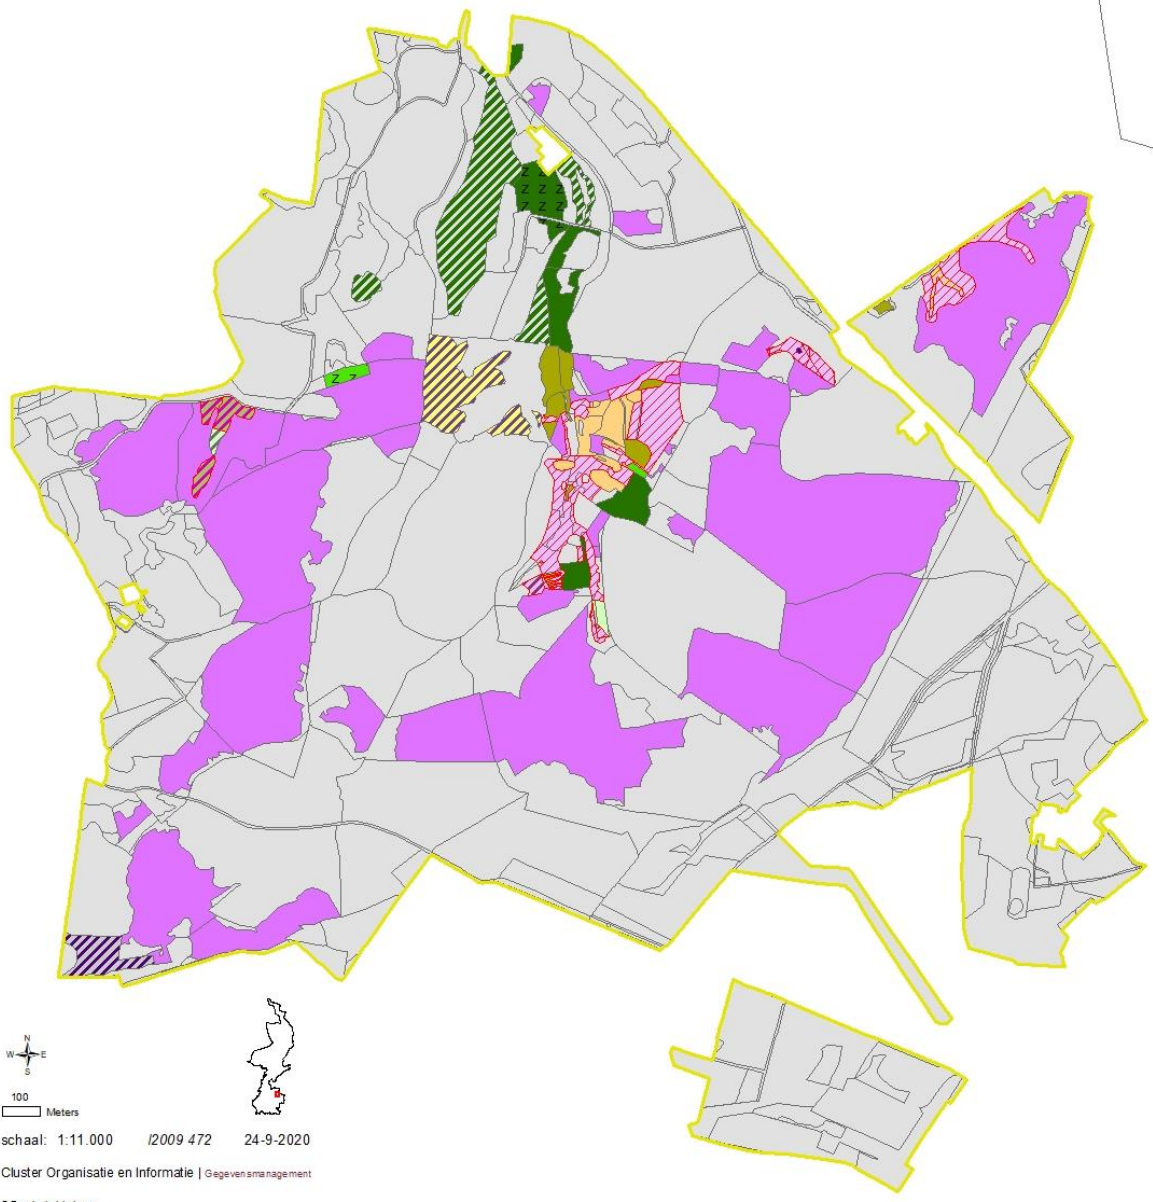 Z Z
Z Z Z
Z Z Z
Z
Z Z
N
W E
S
100
Meters
schaal: 1:11.000 I2009 472 24-9-2020
Cluster Organisatie en Informatie | Gegevensmanagement